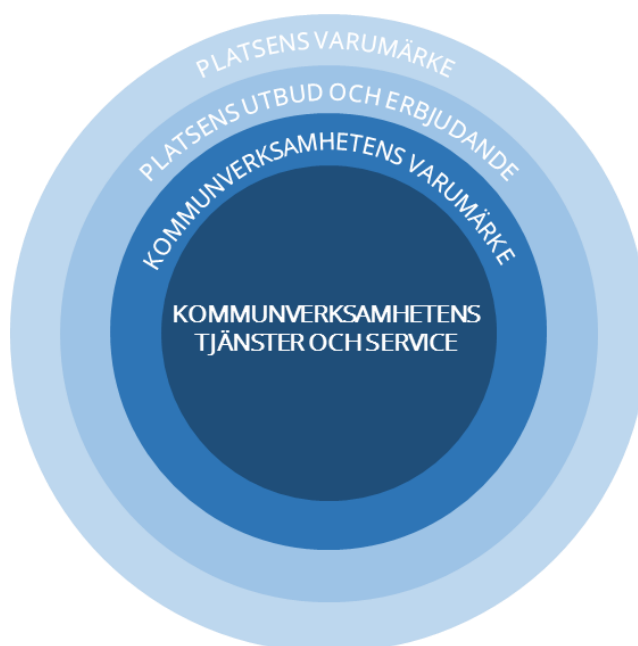 PLATSENS VARUMÄRKE
PLATSENS UTBUD OCH ERBJUDANDE
KOMMUNVERKSAMHETENS VARUMÄRKE
KOMMUNVERKSAMHETENS
TJÄNSTER OCH SERVICE